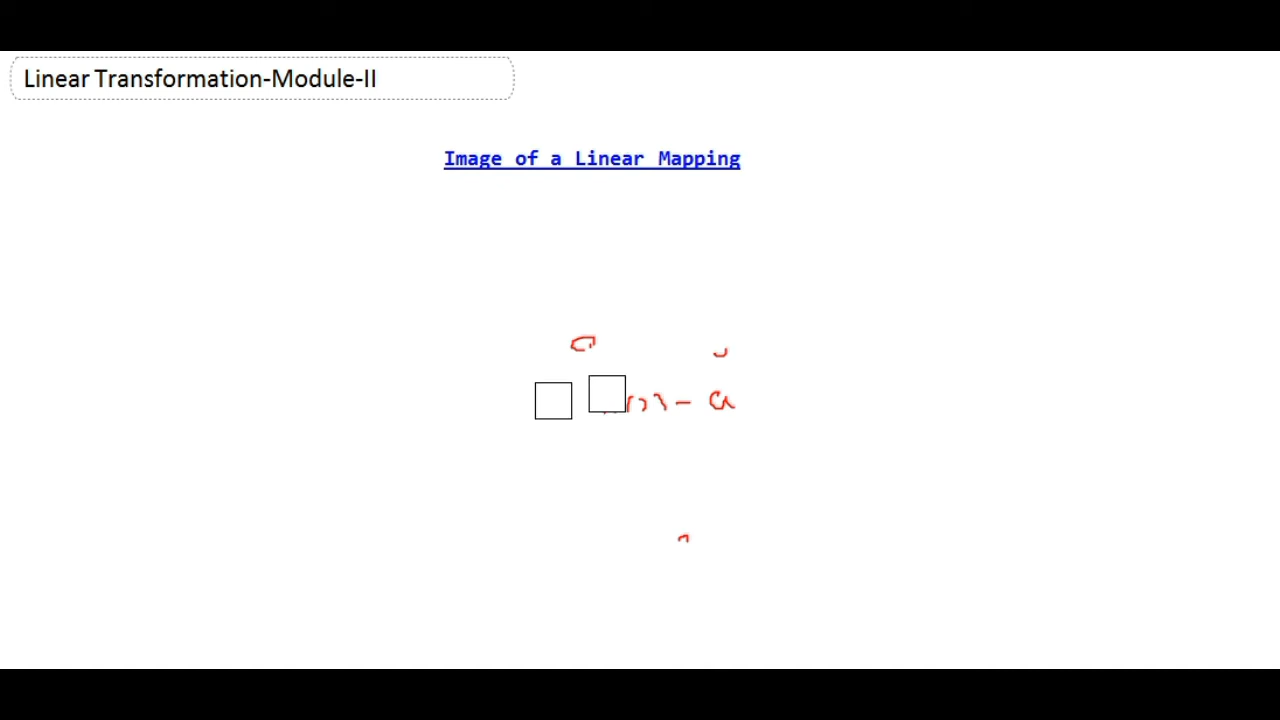 Linear Transformation-Module-II
Image of a Linear Mapping